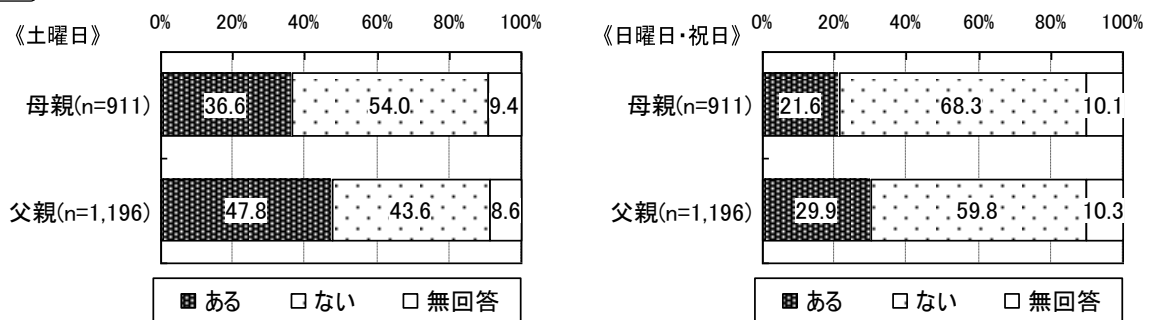 《土曜日》
0% 20% 40% 60% 80% 100%
母親(n=911) 36.6 54.0 9.4
父親(n=1,196) 47.8 43.6 8.6
ある ない 無回答
《日曜日・祝日》
0% 20% 40% 60% 80% 100%
母親(n=911) 21.6 68.3 10.1
父親(n=1,196) 29.9 59.8 10.3
ある ない 無回答